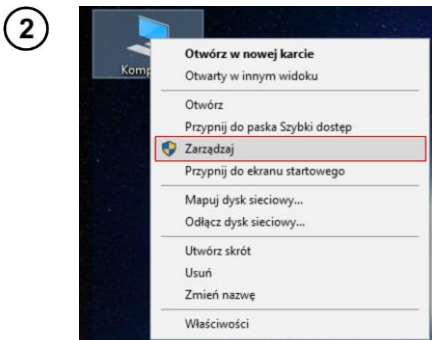 2
Komp
Otwórz w nowej karcie
Otwarty w innym widoku
Otwórz
Przypnij do paska Szybki dostęp
Zarządzaj
Przypnij do ekranu startowego
Mapuj dysk sieciowy...
Odłącz dysk sieciowy...
Utwórz skrót
Usuń
Zmień nazwę
Właściwości